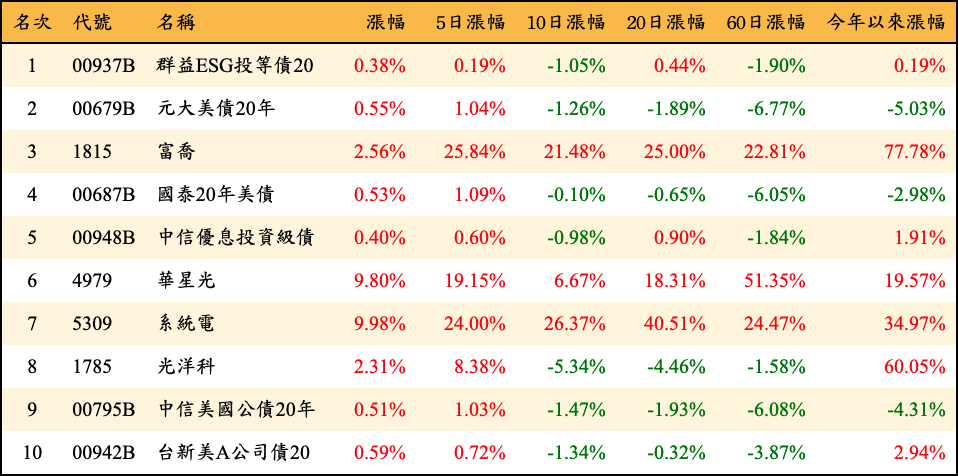 名次 代號 名稱 漲幅 5日漲幅 10日漲幅 20日漲幅 60日漲幅 今年以來漲幅
1 00937B 群益ESG投等債20 0.38% 0.19% -1.05% 0.44% -1.90% 0.19%
2 00679B 元大美債20年 0.55% 1.04% -1.26% -1.89% -6.77% -5.03%
3 1815 富喬 2.56% 25.84% 21.48% 25.00% 22.81% 77.78%
4 00687B 國泰20年美債 0.53% 1.09% -0.10% -0.65% -6.05% -2.98%
5 00948B 中信優息投資級債 0.40% 0.60% -0.98% 0.90% -1.84% 1.91%
6 4979 華星光 9.80% 19.15% 6.67% 18.31% 51.35% 19.57%
7 5309 系統電 9.98% 24.00% 26.37% 40.51% 24.47% 34.97%
8 1785 光洋科 2.31% 8.38% -5.34% -4.46% -1.58% 60.05%
9 00795B 中信美國公債20年 0.51% 1.03% -1.47% -1.93% -6.08% -4.31%
10 00942B 台新美A公司債20 0.59% 0.72% -1.34% -0.32% -3.87% 2.94%